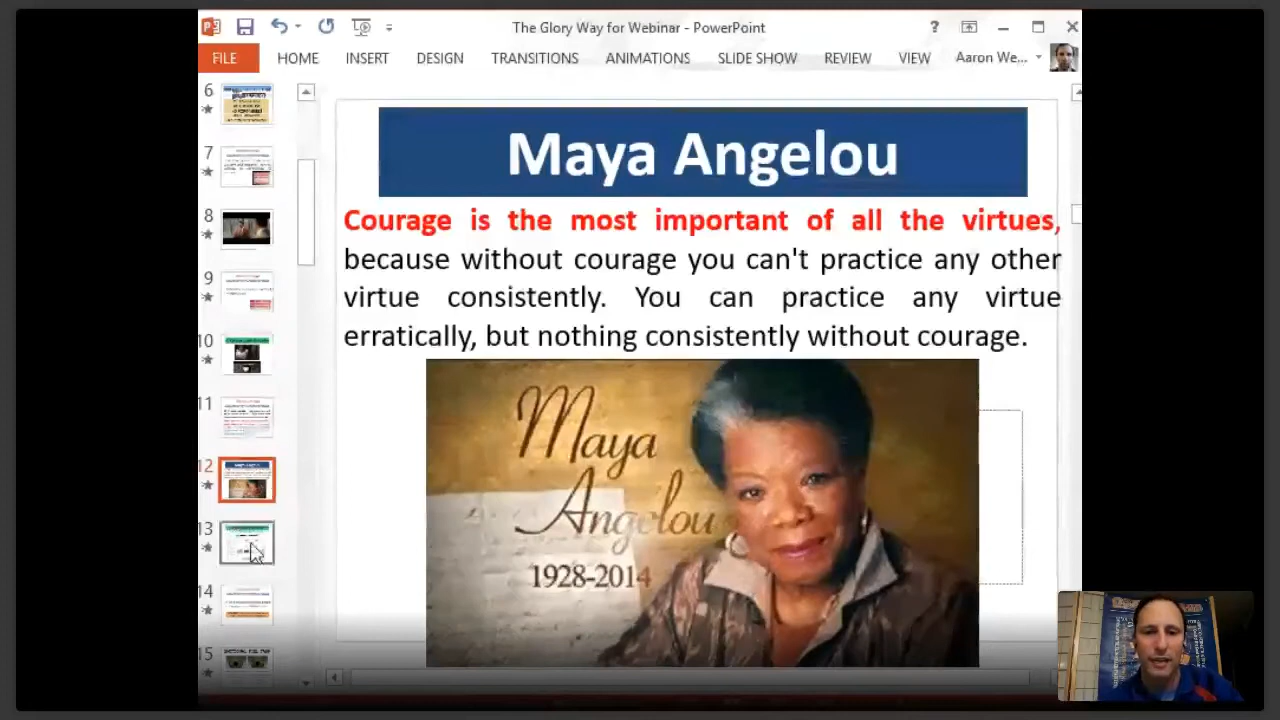 The Glory Way for Webinar - PowerPoint
?
FILE HOME INSERT DESIGN TRANSITIONS ANIMATIONS SLIDE SHOW REVIEW VIEW Aaron We...
6
7
8
9
10
11
12
13
14
15
Maya Angelou
Courage is the most important of all the virtues,
because without courage you can't practice any other
virtue consistently. You can practice any virtue
erratically, but nothing consistently without courage.
Maya
Angelou
1928-2014